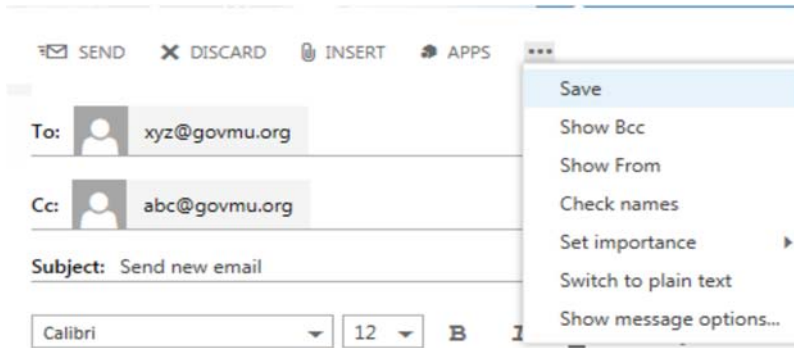 SEND DISCARD INSERT APPS •••
Save
Show Bcc
Show From
Check names
Set importance
Switch to plain text
Show message options...
To: xyz@govmu.org
Cc: abc@govmu.org
Subject: Send new email
Calibri 12 B I